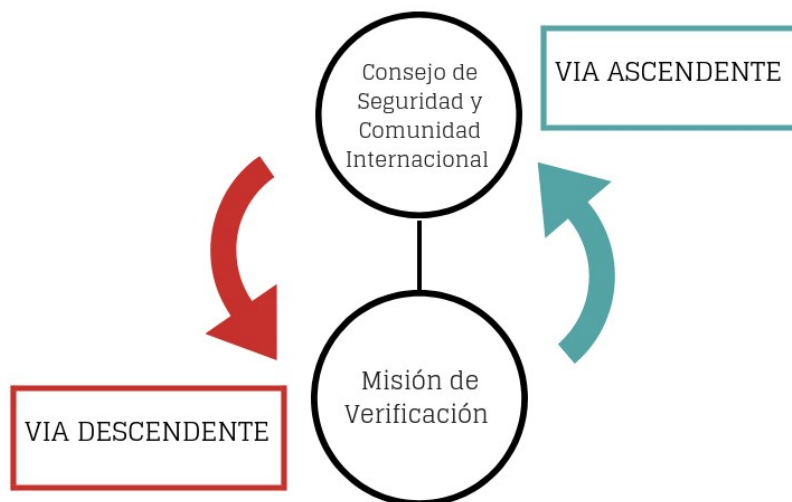 Consejo de
Seguridad y
Comunidad
Internacional
VIA ASCENDENTE
Misión de
Verificación
VIA DESCENDENTE